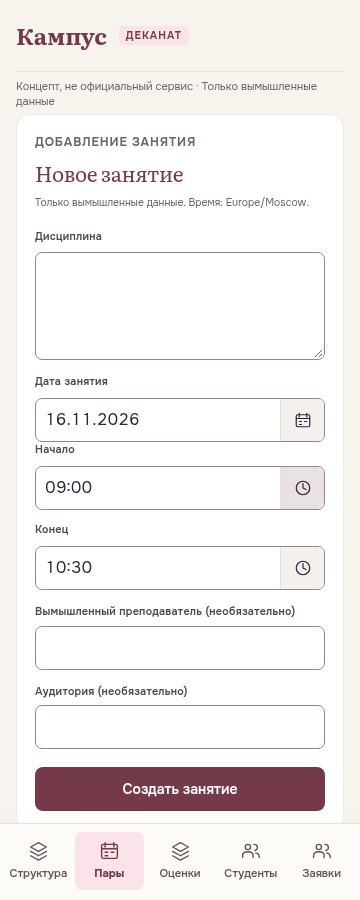 Кампус
ДЕКАНАТ
Концепт, не официальный сервис · Только вымышленные
данные
ДОБАВЛЕНИЕ ЗАНЯТИЯ
Новое занятие
Только вымышленные данные. Время: Europe/Moscow.
Дисциплина
Дата занятия
16.11.2026
Начало
09:00
Конец
10:30
Вымышленный преподаватель (необязательно)
Аудитория (необязательно)
Создать занятие
Структура
Пары
Оценки
Студенты
Заявки